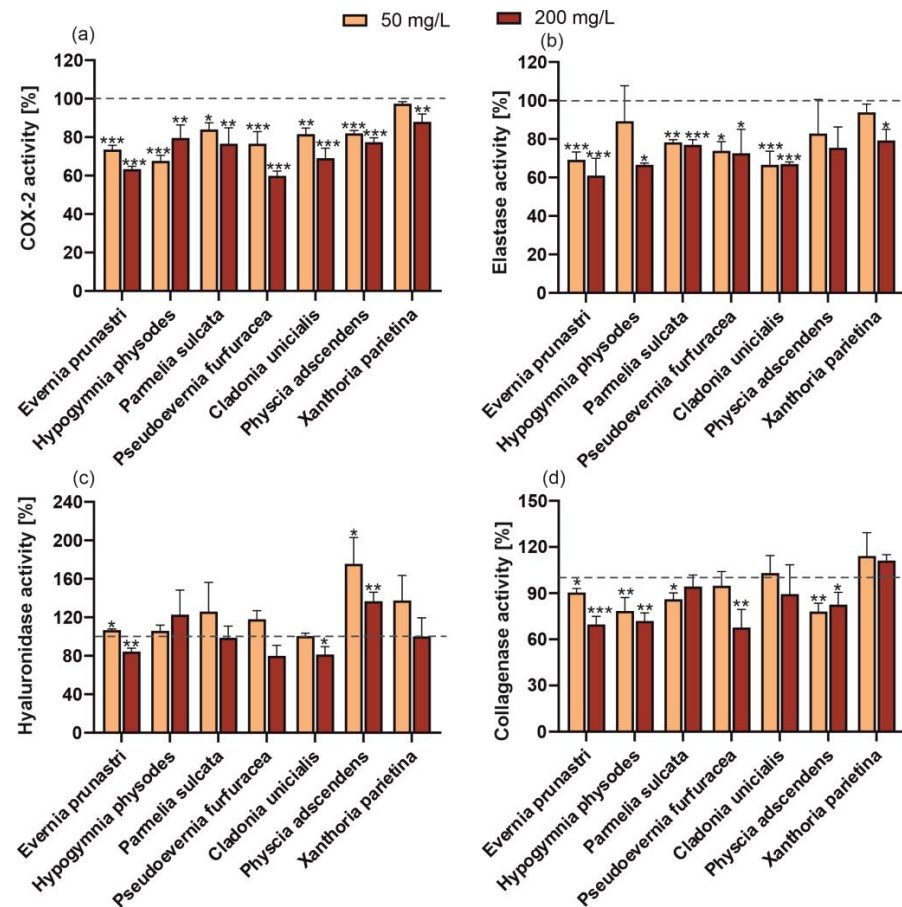 50 mg/L
200 mg/L
(a)
COX-2 activity [%]
120
100
80
60
40
20
0
***
***
***
**
*
**
***
***
**
***
***
***
**
Evernia prunastri
Hypogymnia physodes
Parmelia sulcata
Pseudoevernia furfuracea
Cladonia unicialis
Physcia adscendens
Xanthoria parietina
(b)
Elastase activity [%]
120
100
80
60
40
20
0
***
***
*
**
***
*
*
***
***
*
Evernia prunastri
Hypogymnia physodes
Parmelia sulcata
Pseudoevernia furfuracea
Cladonia unicialis
Physcia adscendens
Xanthoria parietina
(c)
Hyaluronidase activity [%]
240
200
160
120
80
40
0
*
**
*
*
**
Evernia prunastri
Hypogymnia physodes
Parmelia sulcata
Pseudoevernia furfuracea
Cladonia unicialis
Physcia adscendens
Xanthoria parietina
(d)
Collagenase activity [%]
150
120
90
60
30
0
*
***
**
**
*
**
**
*
Evernia prunastri
Hypogymnia physodes
Parmelia sulcata
Pseudoevernia furfuracea
Cladonia unicialis
Physcia adscendens
Xanthoria parietina